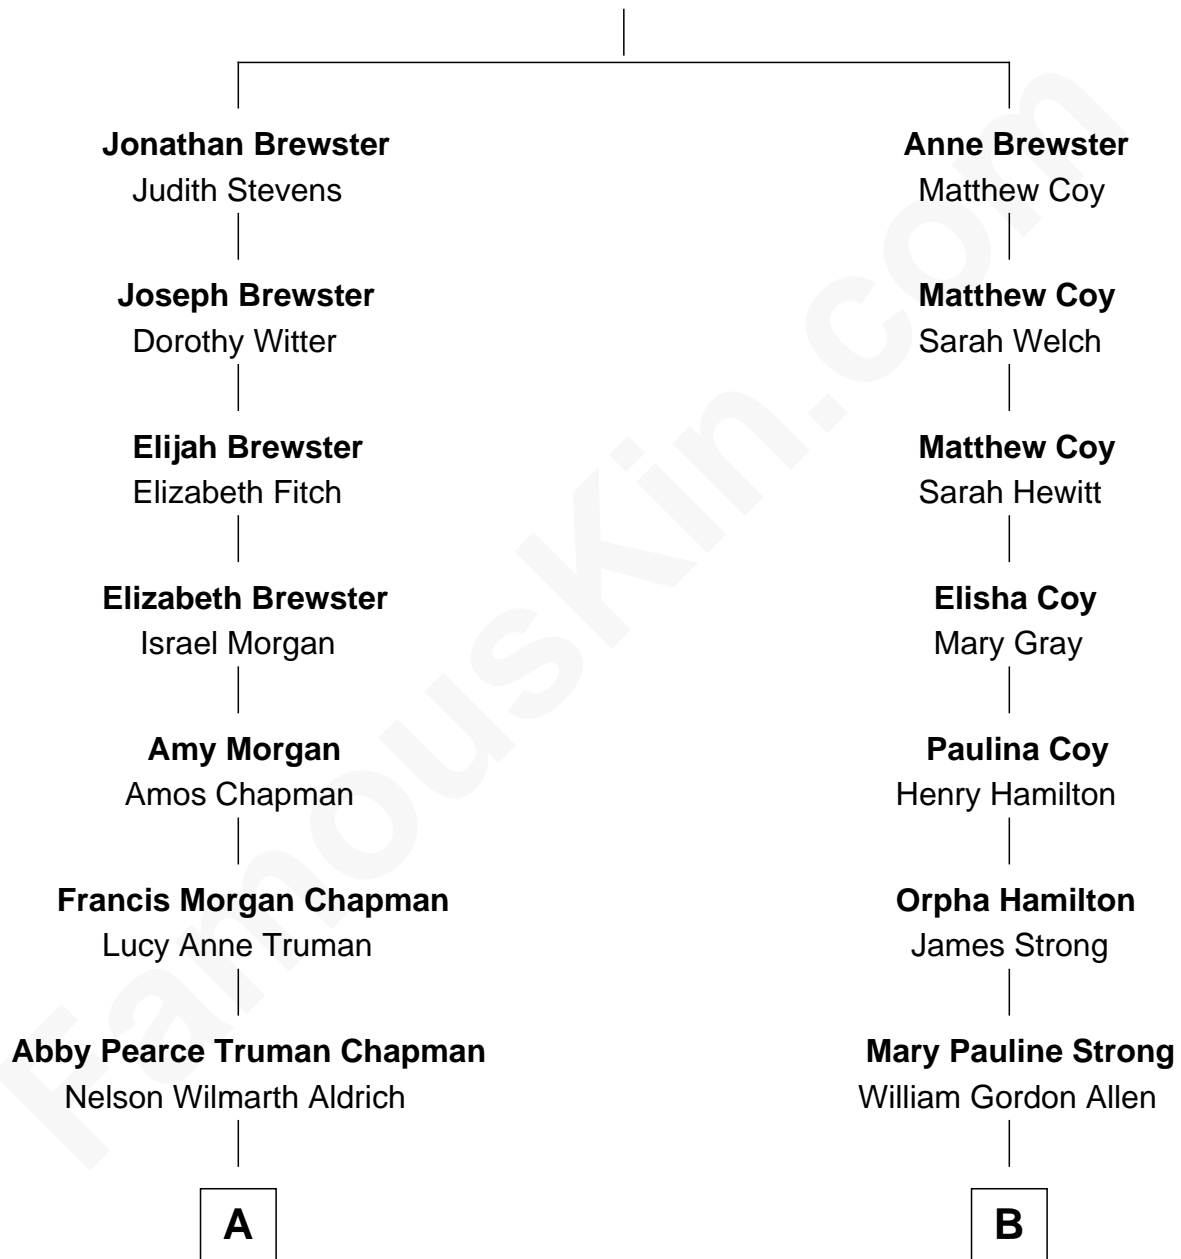 Jonathan Brewster
Judith Stevens
Joseph Brewster
Dorothy Witter
Elijah Brewster
Elizabeth Fitch
Elizabeth Brewster
Israel Morgan
Amy Morgan
Amos Chapman
Francis Morgan Chapman
Lucy Anne Truman
Abby Pearce Truman Chapman
Nelson Wilmarth Aldrich
A
Anne Brewster
Matthew Coy
Matthew Coy
Sarah Welch
Matthew Coy
Sarah Hewitt
Elisha Coy
Mary Gray
Paulina Coy
Henry Hamilton
Orpha Hamilton
James Strong
Mary Pauline Strong
William Gordon Allen
B
FamousKin.com